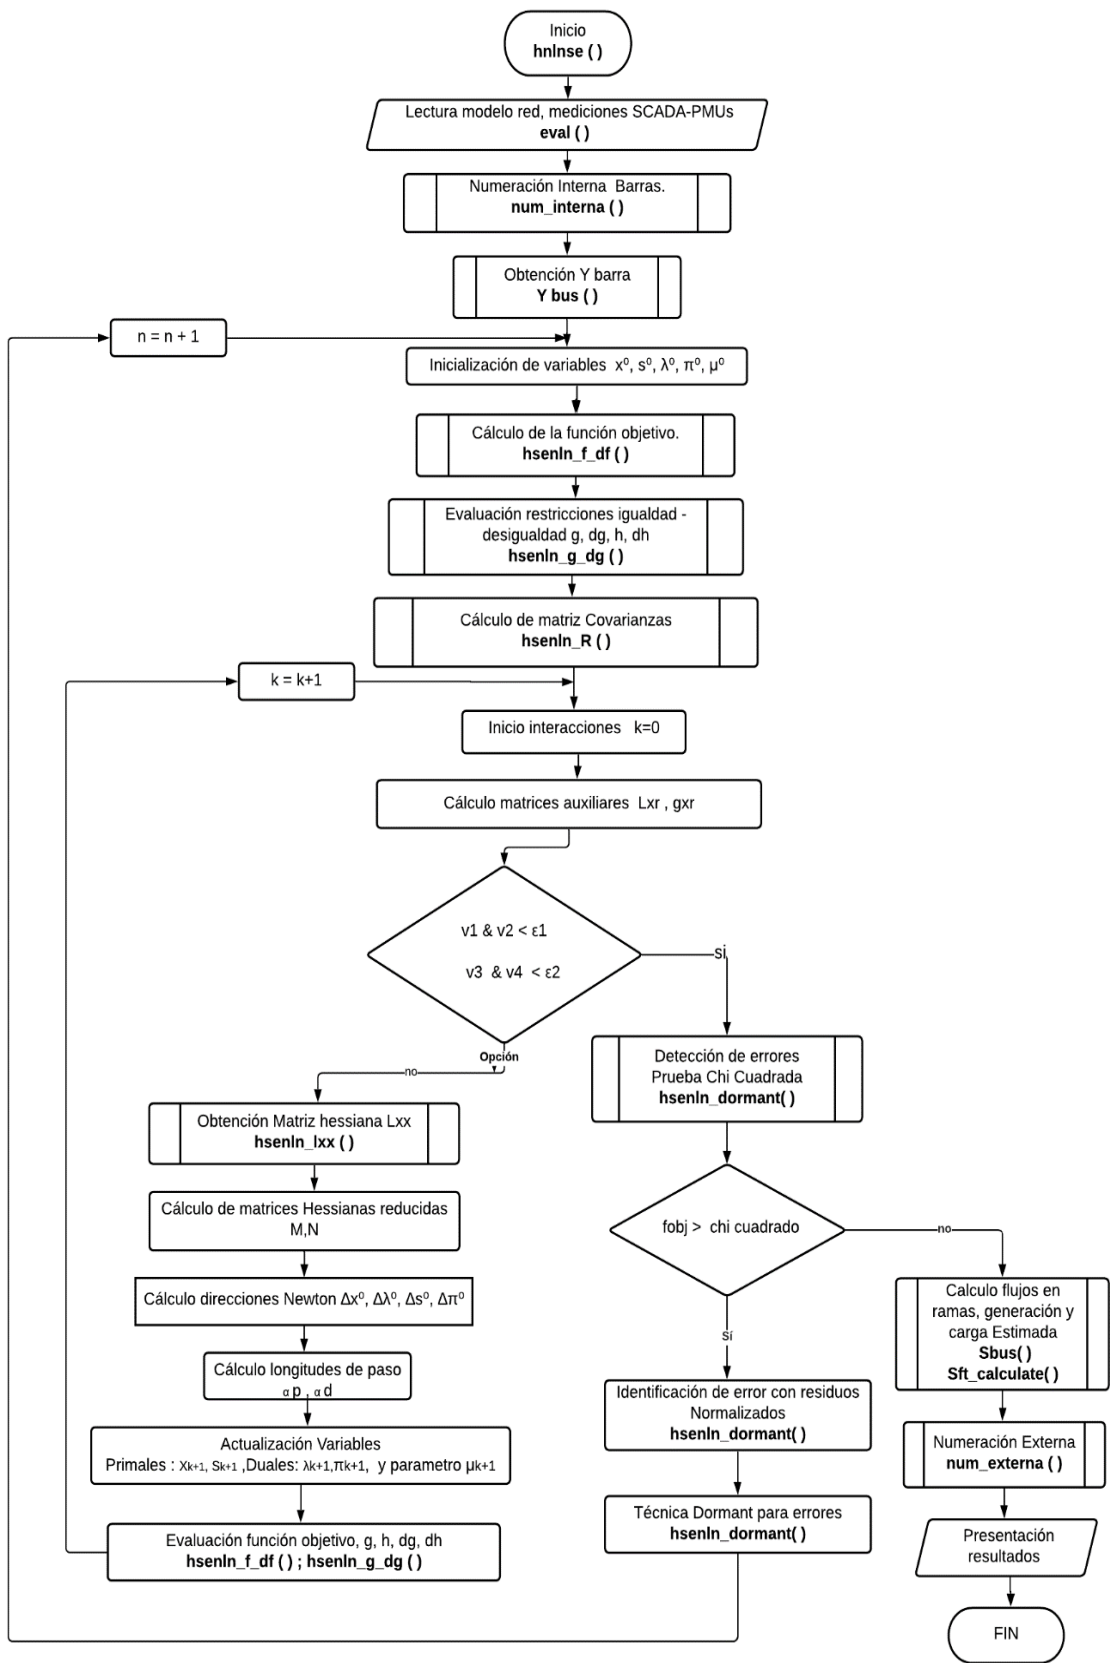 Inicio
hnlnse ( )
Lectura modelo red, mediciones SCADA-PMUs
eval ( )
Numeración Interna Barras.
num_interna ( )
Obtención Y barra
Y bus ( )
n = n + 1
Inicialización de variables x⁰, s⁰, λ⁰, π⁰, μ⁰
Cálculo de la función objetivo.
hsenln_f_df ( )
Evaluación restricciones igualdad -
desigualdad g, dg, h, dh
hsenln_g_dg ( )
Cálculo de matriz Covarianzas
hsenln_R ( )
k = k+1
Inicio interacciones k=0
Cálculo matrices auxiliares Lxr , gxr
v1 & v2 < ε1
v3 & v4 < ε2
si
Opción
no
Obtención Matriz hessiana Lxx
hsenln_lxx ( )
Cálculo de matrices Hessianas reducidas
M,N
Cálculo direcciones Newton Δx⁰, Δλ⁰, Δs⁰, Δπ⁰
Cálculo longitudes de paso
α p , α d
Actualización Variables
Primales : xk+1, sk+1 ,Duales: λk+1,πk+1, y parametro μk+1
Evaluación función objetivo, g, h, dg, dh
hsenln_f_df ( ) ; hsenln_g_dg ( )
Detección de errores
Prueba Chi Cuadrada
hsenln_dormant( )
fobj > chi cuadrado
no
sí
Identificación de error con residuos
Normalizados
hsenln_dormant( )
Técnica Dormant para errores
hsenln_dormant( )
Calculo flujos en
ramas, generación y
carga Estimada
Sbus( )
Sft_calculate( )
Numeración Externa
num_externa ( )
Presentación
resultados
FIN